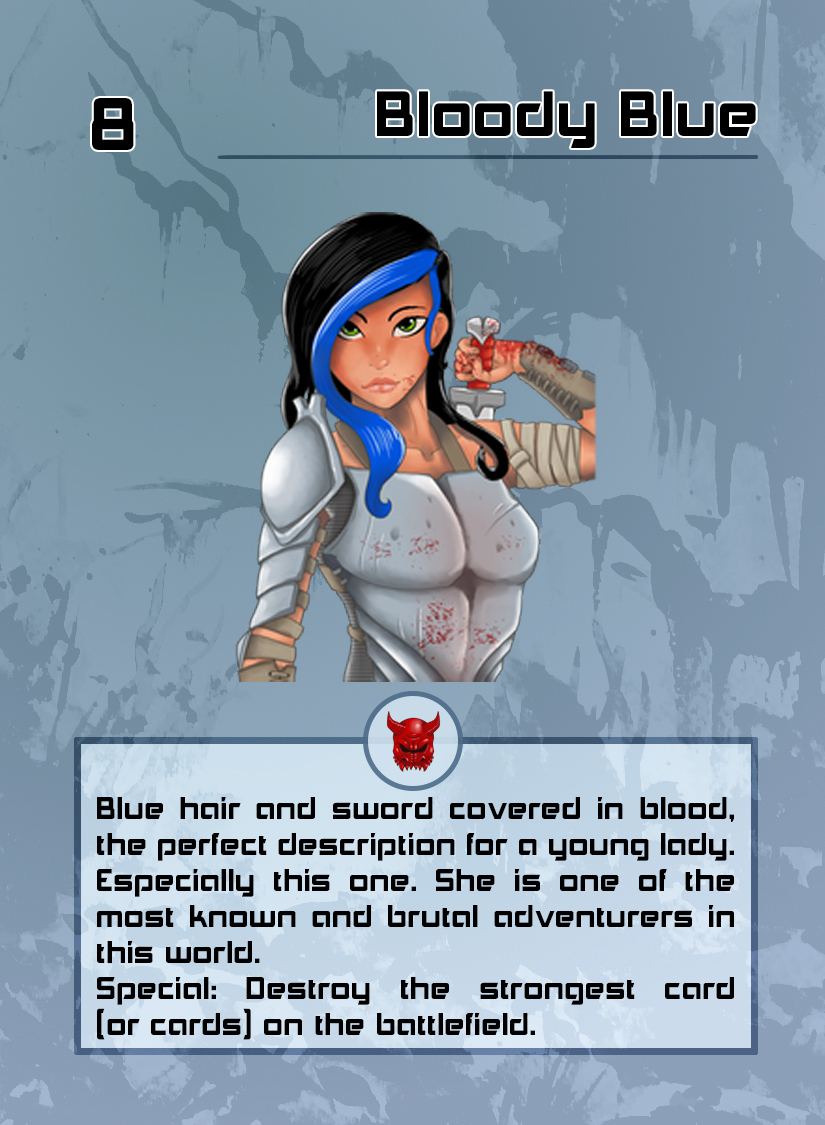 8
Bloody Blue
Blue hair and sword covered in blood,
the perfect description for a young lady.
Especially this one. She is one of the
most known and brutal adventurers in
this world.
Special: Destroy the strongest card
(or cards) on the battlefield.